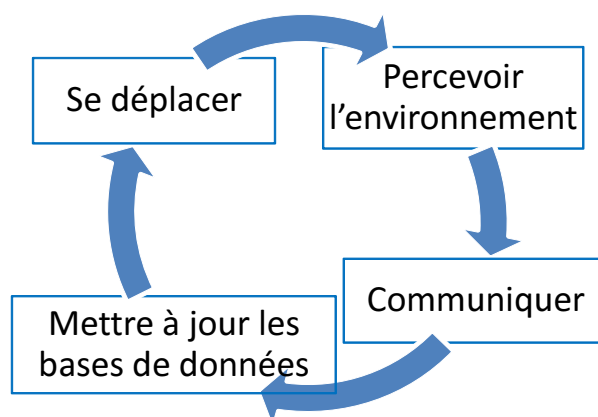 Se déplacer
Percevoir
l’environnement
Communiquer
Mettre à jour les
bases de données